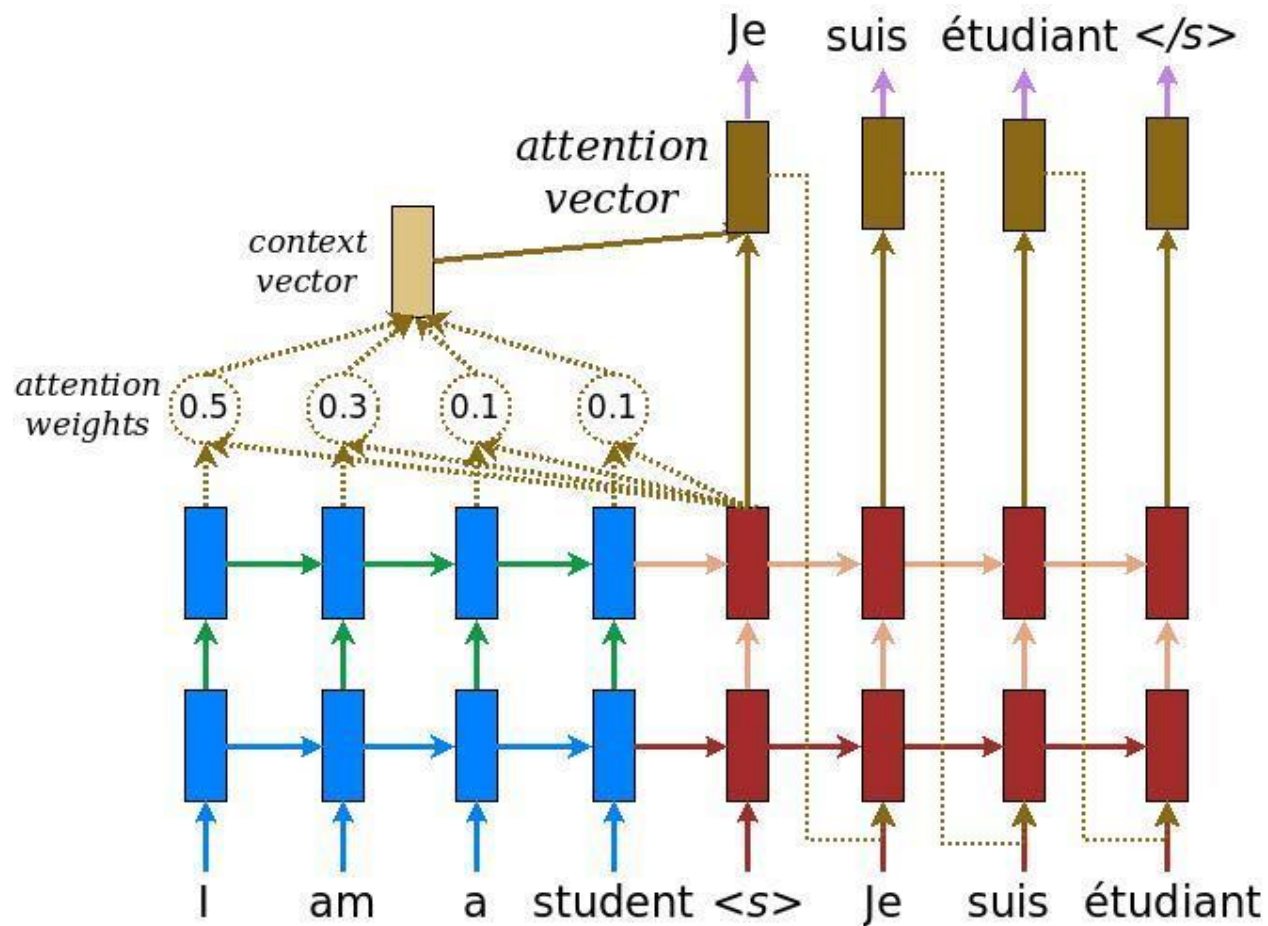 Je suis étudiant </s>
attention
vector
context
vector
attention
weights
0.5 0.3 0.1 0.1
I am a student <s> Je suis étudiant